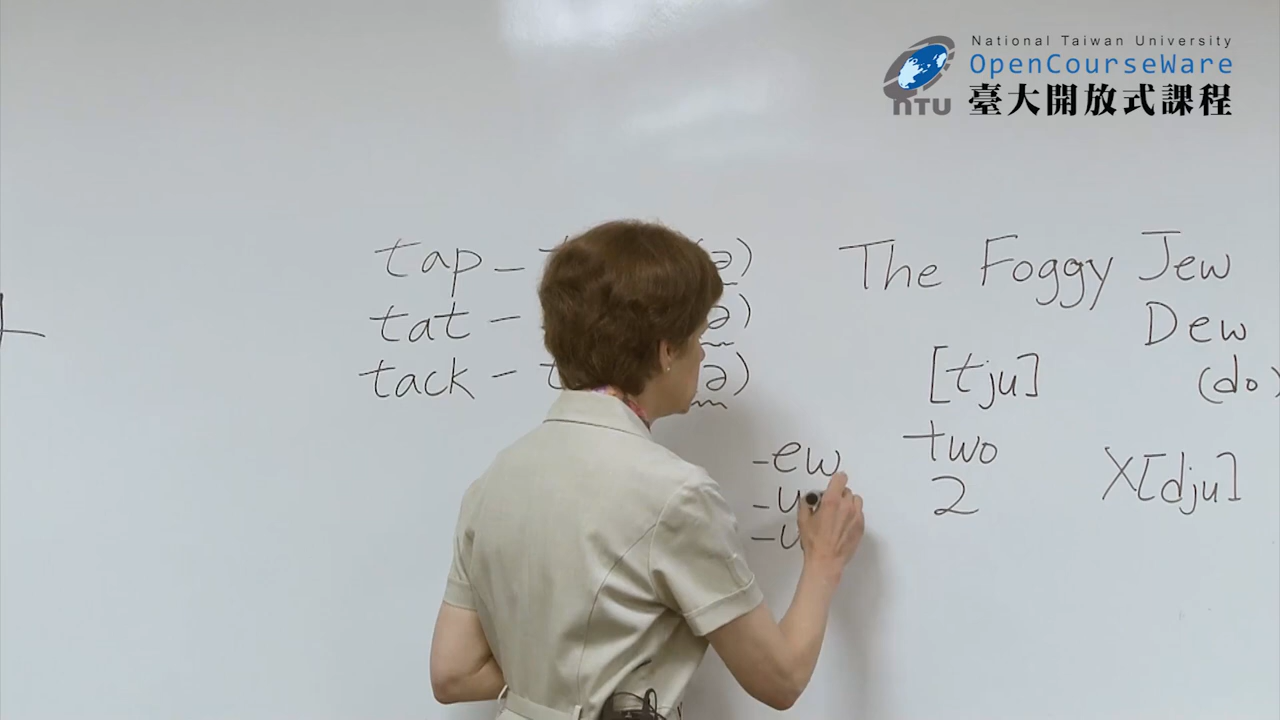 National Taiwan University
OpenCourseWare
臺大開放式課程
NTU
tap –
tat –
tack –
The Foggy Jew
Dew
[tju]
(do)
-ew
two
X[dju]
2